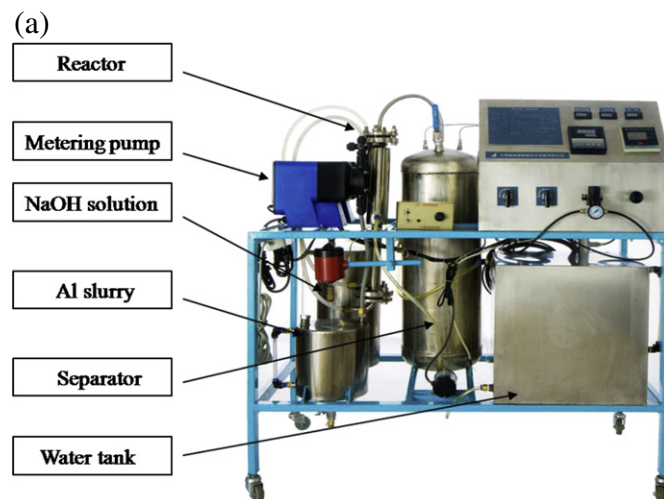 (a)
Reactor
Metering pump
NaOH solution
Al slurry
Separator
Water tank